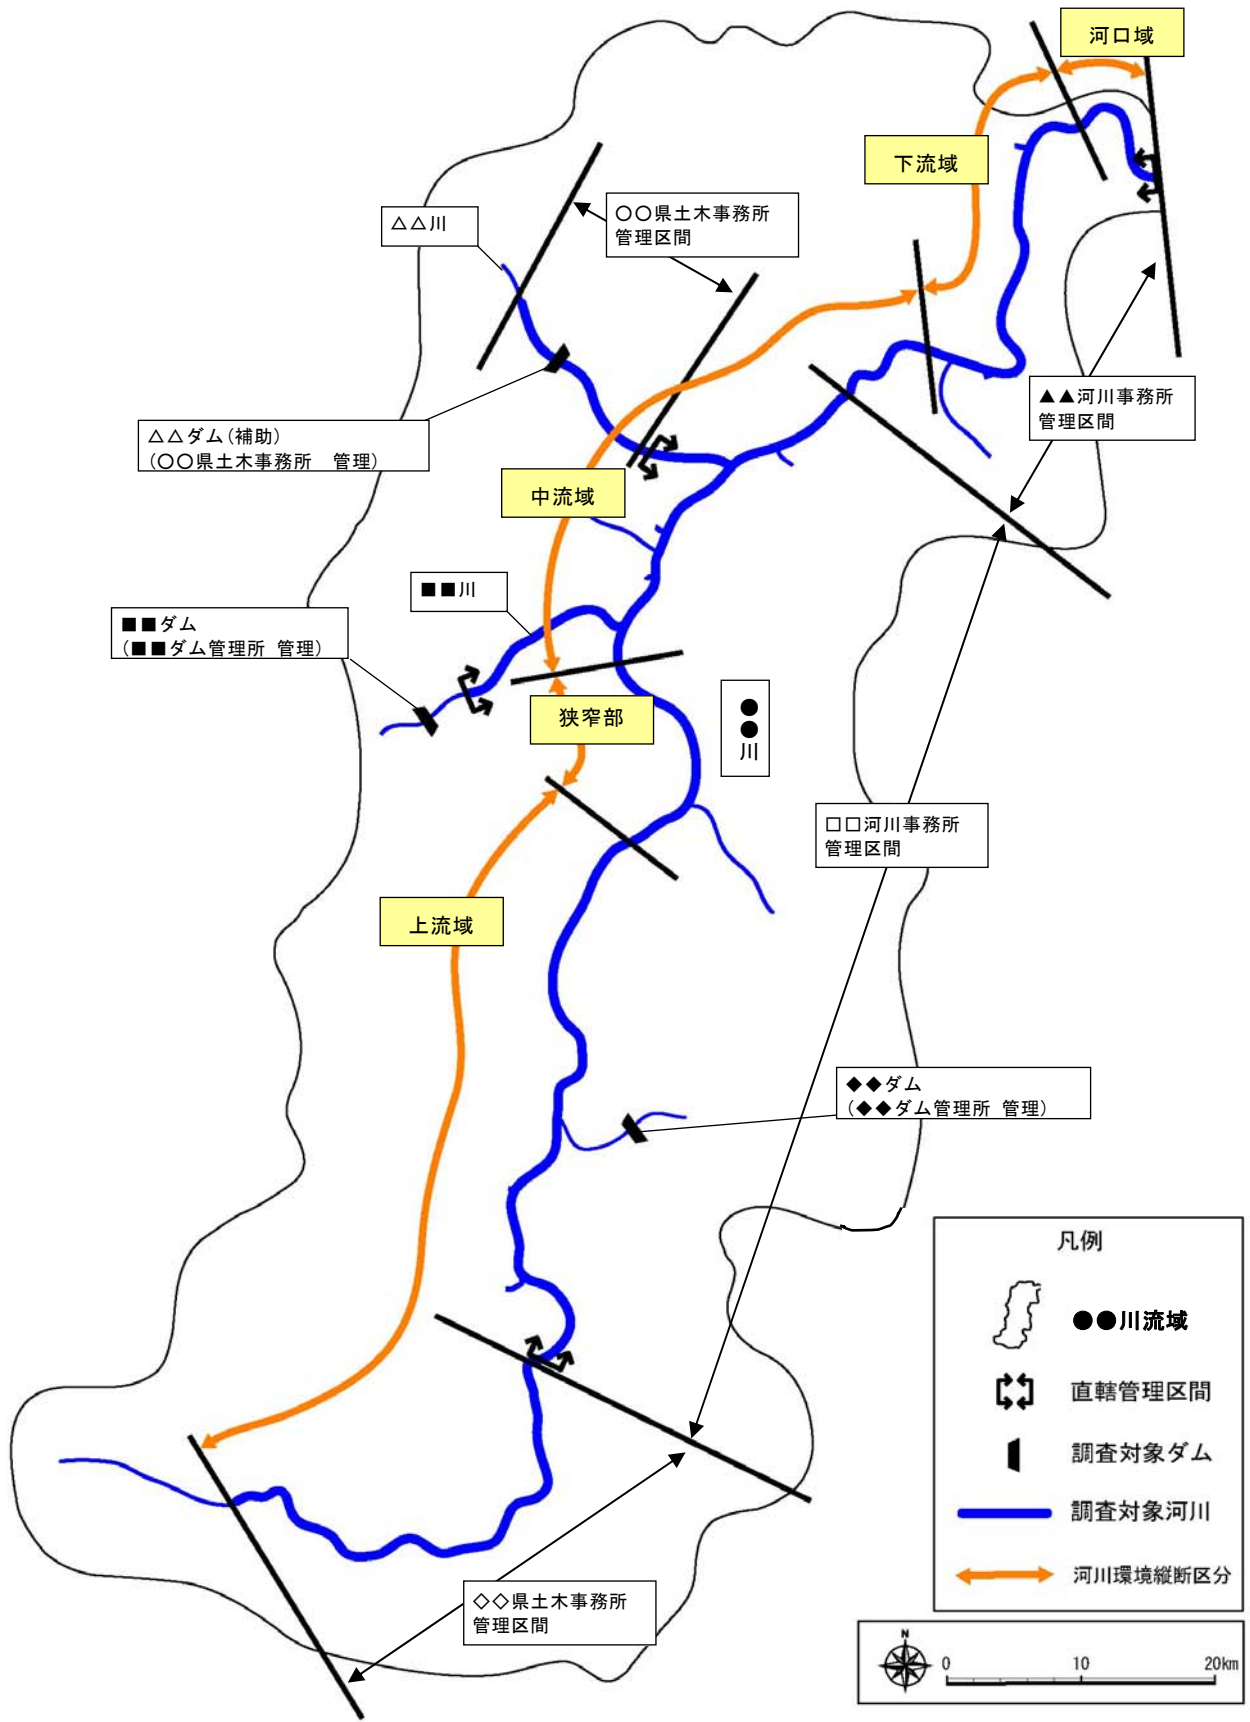 河口域
下流域
△△川
〇〇県土木事務所
管理区間
▲▲河川事務所
管理区間
△△ダム(補助)
(〇〇県土木事務所 管理)
中流域
■■川
■■ダム
(■■ダム管理所 管理)
狭窄部
●●川
□□河川事務所
管理区間
上流域
◆◆ダム
(◆◆ダム管理所 管理)
凡例
●●川流域
直轄管理区間
調査対象ダム
調査対象河川
河川環境縦断区分
◇◇県土木事務所
管理区間
N
0 10 20km